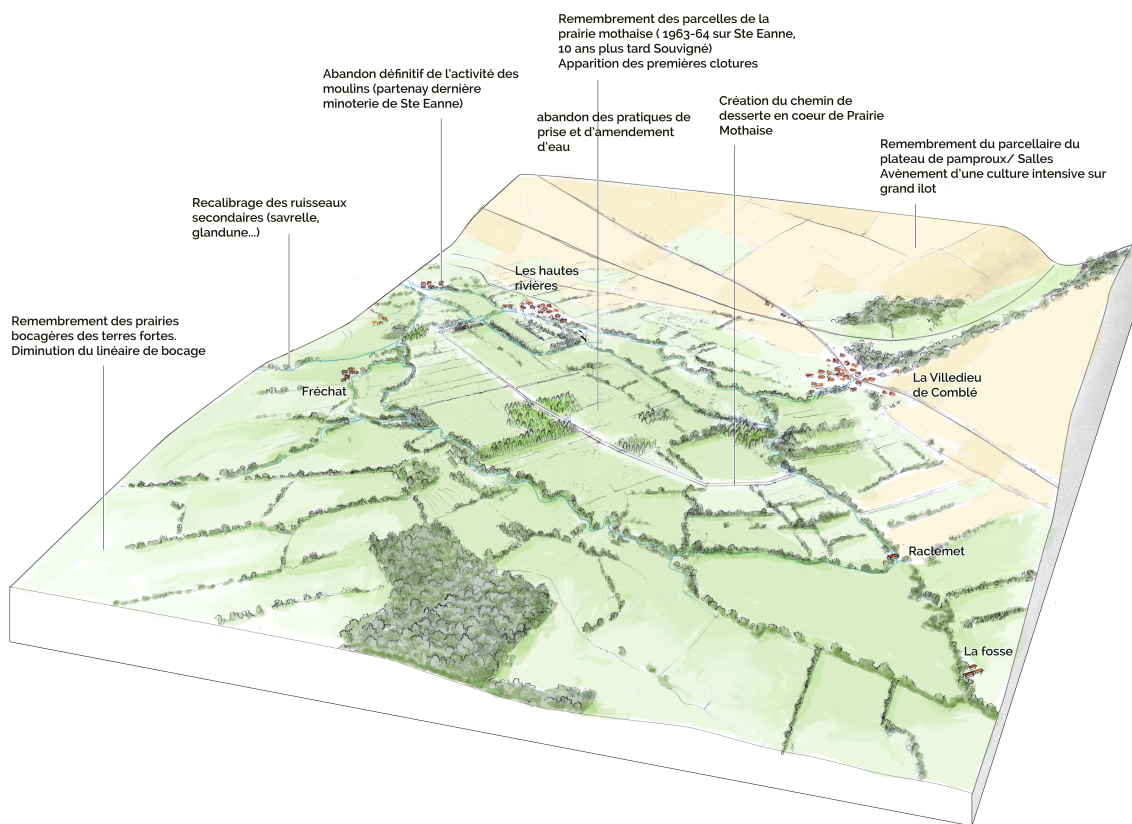 Remembrement des parcelles de la
prairie mothaise ( 1963-64 sur Ste Eanne,
10 ans plus tard Souvigné)
Apparition des premières clotures
Abandon définitif de l'activité des
moulins (partenay dernière
minoterie de Ste Eanne)
abandon des pratiques de
prise et d'amendement
d'eau
Création du chemin de
desserte en coeur de Prairie
Mothaise
Remembrement du parcellaire du
plateau de pamproux/ Salles
Avènement d'une culture intensive sur
grand ilot
Recalibrage des ruisseaux
secondaires (savrelle,
glandune...)
Les hautes
rivières
Remembrement des prairies
bocagères des terres fortes.
Diminution du linéaire de bocage
Fréchat
La Villedieu
de Comblé
Raclemet
La fosse